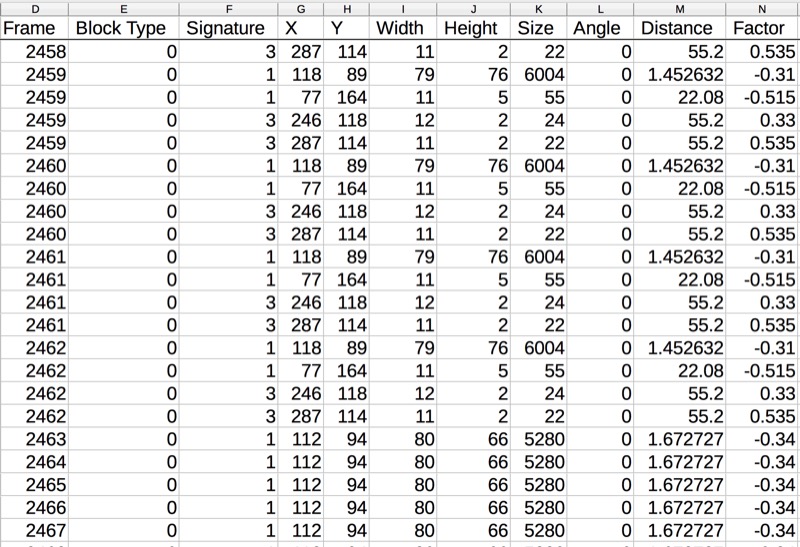 D E F G H I J K L M N
Frame Block Type Signature X Y Width Height Size Angle Distance Factor
2458 0 3 287 114 11 2 22 0 55.2 0.535
2459 0 1 118 89 79 76 6004 0 1.452632 -0.31
2459 0 1 77 164 11 5 55 0 22.08 -0.515
2459 0 3 246 118 12 2 24 0 55.2 0.33
2459 0 3 287 114 11 2 22 0 55.2 0.535
2460 0 1 118 89 79 76 6004 0 1.452632 -0.31
2460 0 1 77 164 11 5 55 0 22.08 -0.515
2460 0 3 246 118 12 2 24 0 55.2 0.33
2460 0 3 287 114 11 2 22 0 55.2 0.535
2461 0 1 118 89 79 76 6004 0 1.452632 -0.31
2461 0 1 77 164 11 5 55 0 22.08 -0.515
2461 0 3 246 118 12 2 24 0 55.2 0.33
2461 0 3 287 114 11 2 22 0 55.2 0.535
2462 0 1 118 89 79 76 6004 0 1.452632 -0.31
2462 0 1 77 164 11 5 55 0 22.08 -0.515
2462 0 3 246 118 12 2 24 0 55.2 0.33
2462 0 3 287 114 11 2 22 0 55.2 0.535
2463 0 1 112 94 80 66 5280 0 1.672727 -0.34
2464 0 1 112 94 80 66 5280 0 1.672727 -0.34
2465 0 1 112 94 80 66 5280 0 1.672727 -0.34
2466 0 1 112 94 80 66 5280 0 1.672727 -0.34
2467 0 1 112 94 80 66 5280 0 1.672727 -0.34